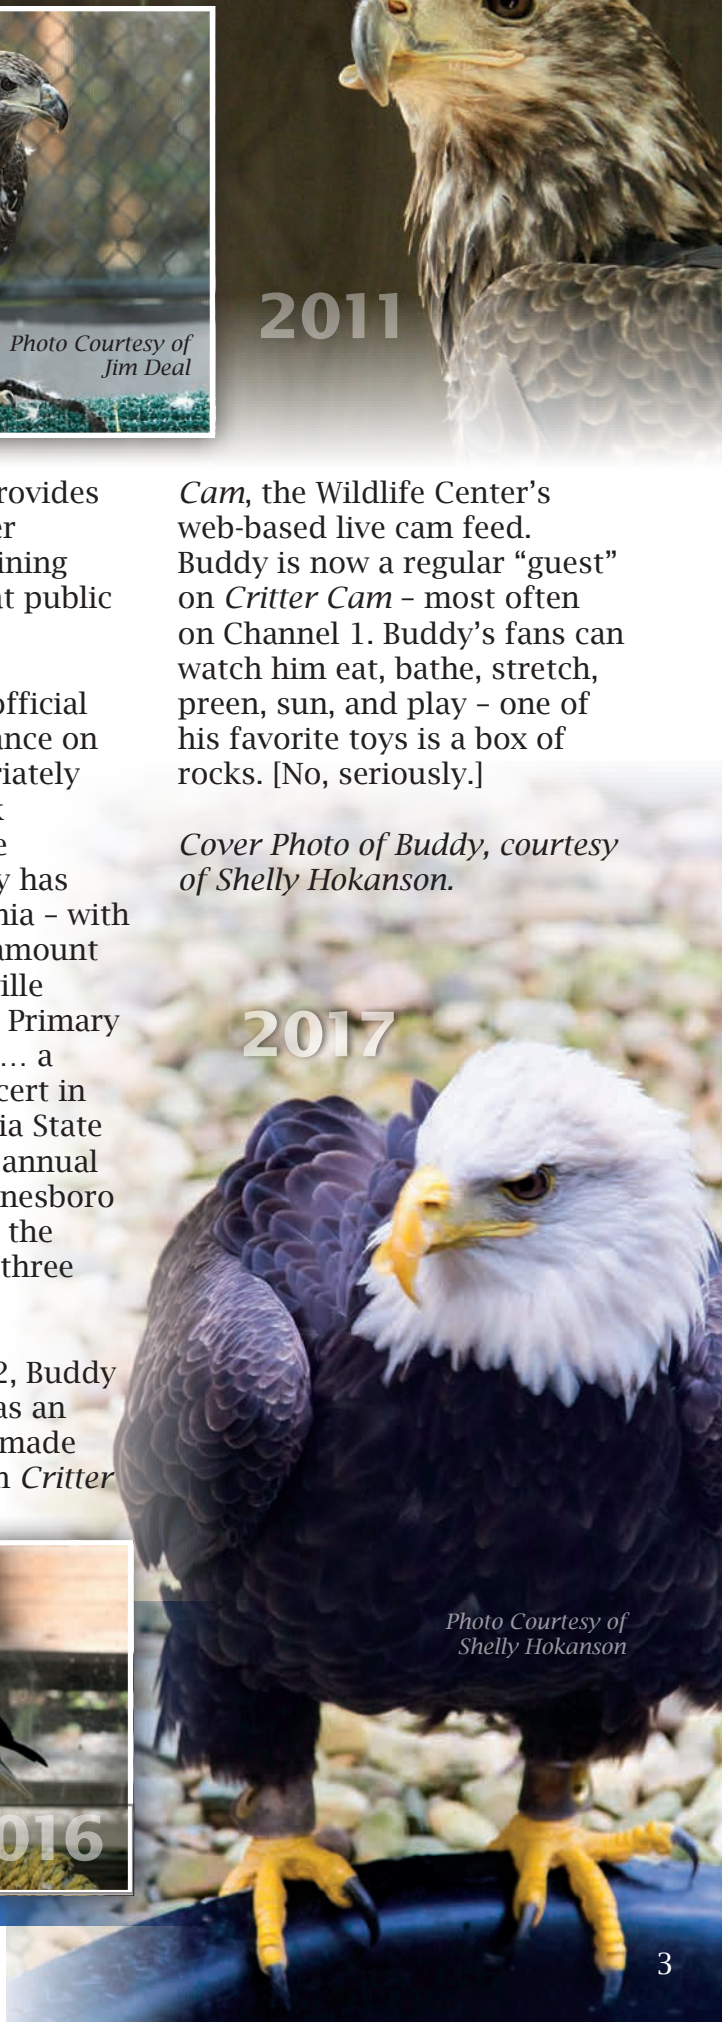 Photo Courtesy of
Jim Deal
2011
rovides
er
ining
at public
official
ance on
riately
k
e
y has
nia – with
amount
ille
Primary
… a
cert in
ia State
annual
nesboro
the
three
2, Buddy
as an
made
n Critter
016
Cam, the Wildlife Center’s
web-based live cam feed.
Buddy is now a regular “guest”
on Critter Cam – most often
on Channel 1. Buddy’s fans can
watch him eat, bathe, stretch,
preen, sun, and play – one of
his favorite toys is a box of
rocks. [No, seriously.]
Cover Photo of Buddy, courtesy
of Shelly Hokanson.
2017
Photo Courtesy of
Shelly Hokanson
3